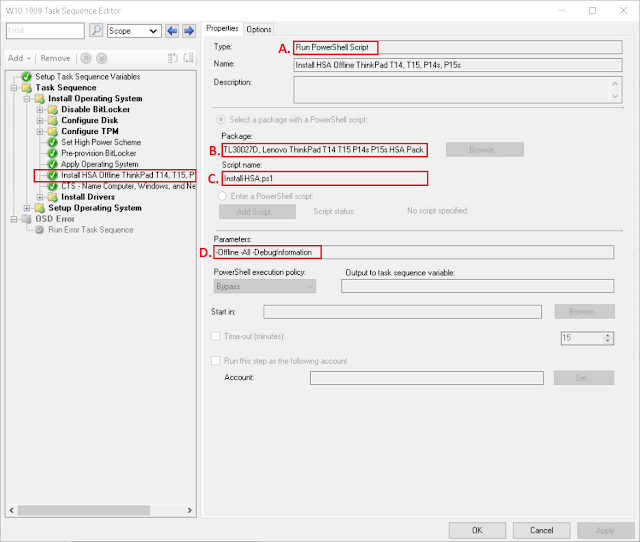 W10 1909 Task Sequence Editor
Find
Scope
Add
Remove
Setup Task Sequence Variables
Task Sequence
Install Operating System
Disable BitLocker
Configure Disk
Configure TPM
Set High Power Scheme
Pre-provision BitLocker
Apply Operating System
Install HSA Offline ThinkPad T14, T15, P1
CTS - Name Computer, Windows, and Ne
Install Drivers
Setup Operating System
OSD Error
Run Error Task Sequence
Properties
Options
A.
Type:
Run PowerShell Script
Name:
Install HSA Offline ThinkPad T14, T15, P14s, P15s
Description:
Select a package with a PowerShell script:
Package:
B.
TL30027D, Lenovo ThinkPad T14 T15 P14s P15s HSA Pack
Browse...
Script name:
C.
Install-HSA.ps1
Enter a PowerShell script:
Add Script...
Script status:
No script specified.
Parameters:
D.
-Offline -All -DebugInformation
PowerShell execution policy:
Output to task sequence variable:
Bypass
Start in:
Browse...
Time-out (minutes):
15
Run this step as the following account
Account:
Set...
OK
Cancel
Apply